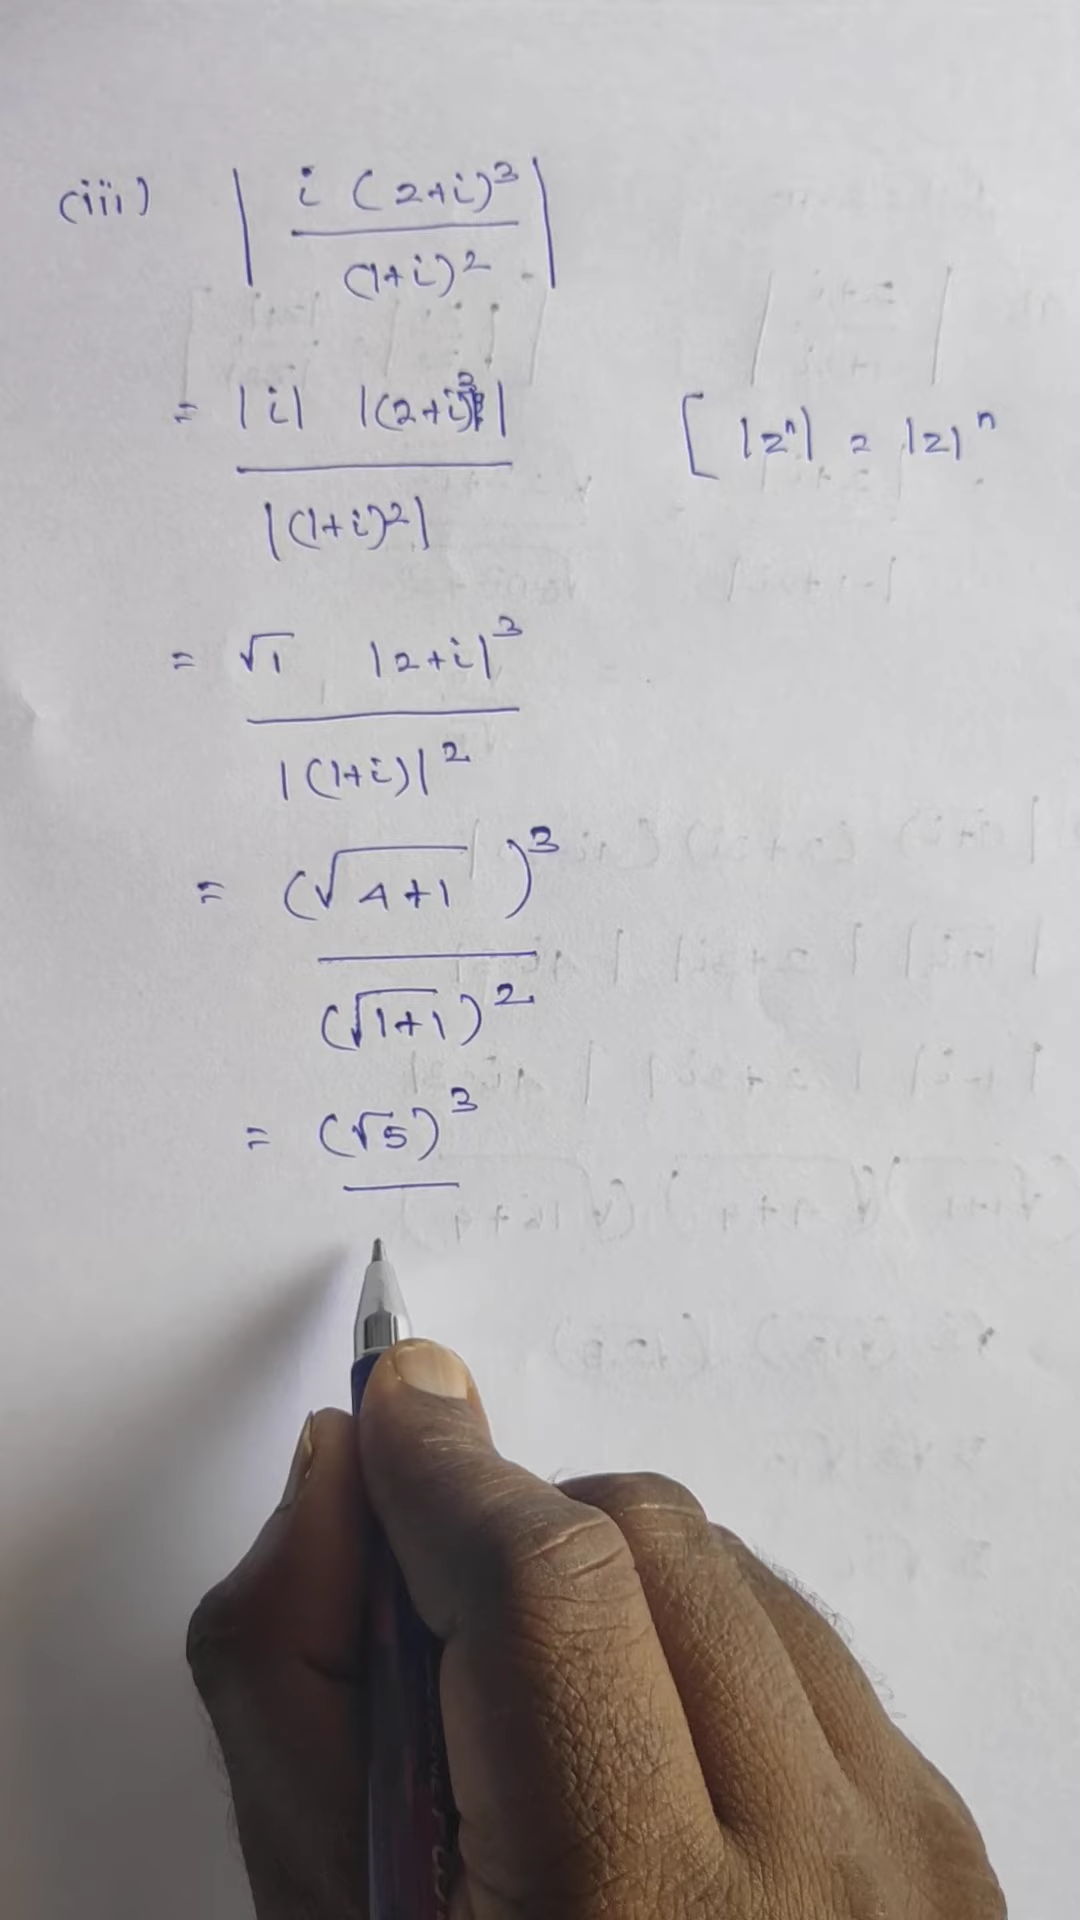 (iii) | i (2+i)³ / (1+i)² |
= |i| |(2+i)³| / |(1+i)²| [ |zⁿ| = |z|ⁿ
= √1 |2+i|³ / |(1+i)|²
= (√4+1)³ / (√1+1)²
= (√5)³